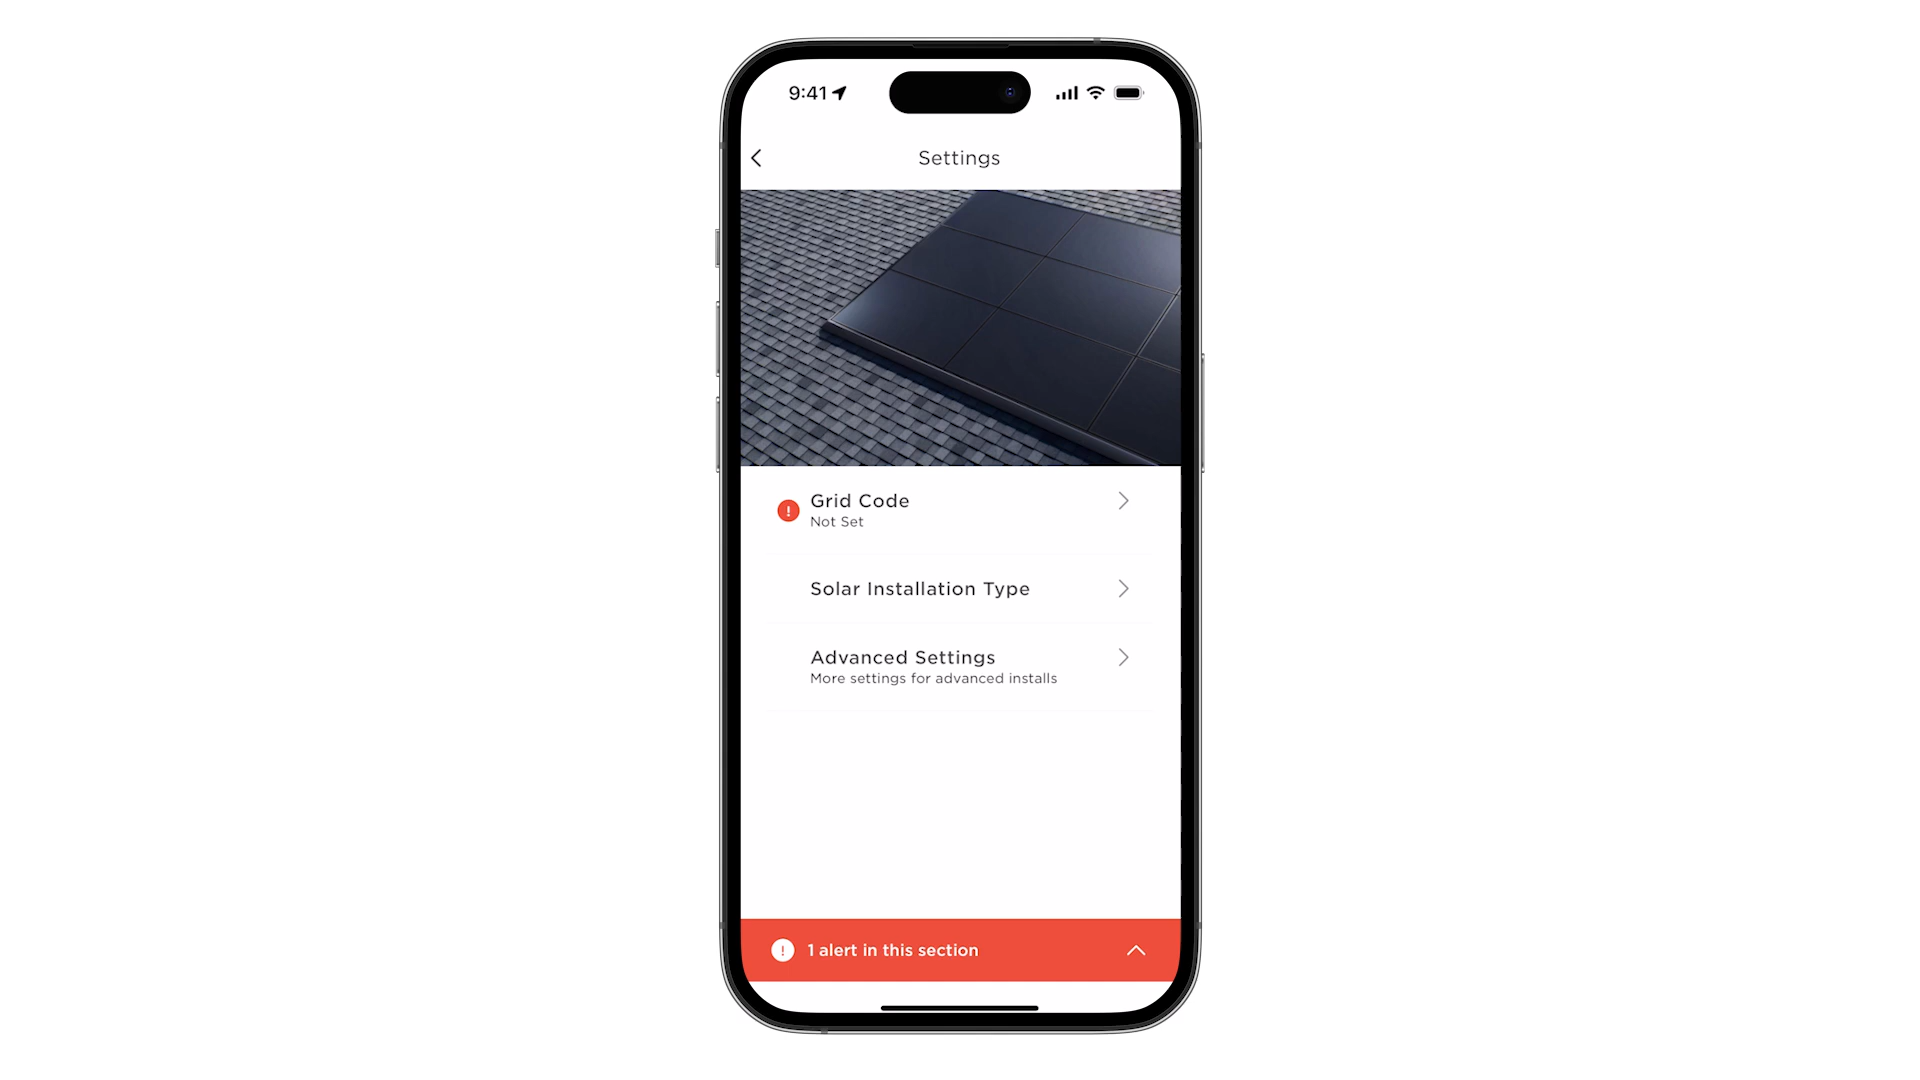 9:41
Settings
Grid Code
Not Set
Solar Installation Type
Advanced Settings
More settings for advanced installs
1 alert in this section